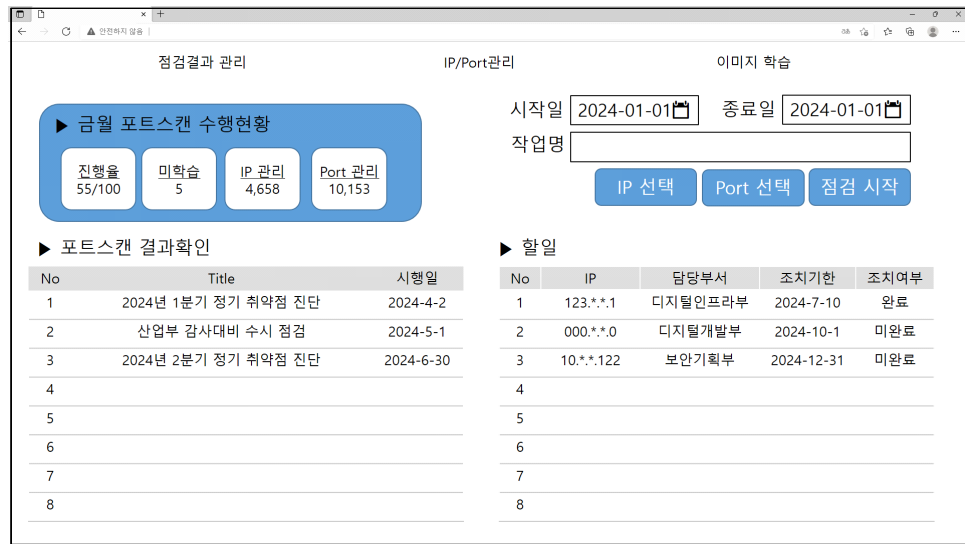 안전하지 않음
점검결과 관리 IP/Port관리 이미지 학습
▶ 금월 포트스캔 수행현황
진행율 미학습 IP 관리 Port 관리
55/100 5 4,658 10,153
시작일 2024-01-01 종료일 2024-01-01
작업명
IP 선택 Port 선택 점검 시작
▶ 포트스캔 결과확인
No Title 시행일
1 2024년 1분기 정기 취약점 진단 2024-4-2
2 산업부 감사대비 수시 점검 2024-5-1
3 2024년 2분기 정기 취약점 진단 2024-6-30
4
5
6
7
8
▶ 할일
No IP 담당부서 조치기한 조치여부
1 123.*.*.1 디지털인프라부 2024-7-10 완료
2 000.*.*.0 디지털개발부 2024-10-1 미완료
3 10.*.*.122 보안기획부 2024-12-31 미완료
4
5
6
7
8